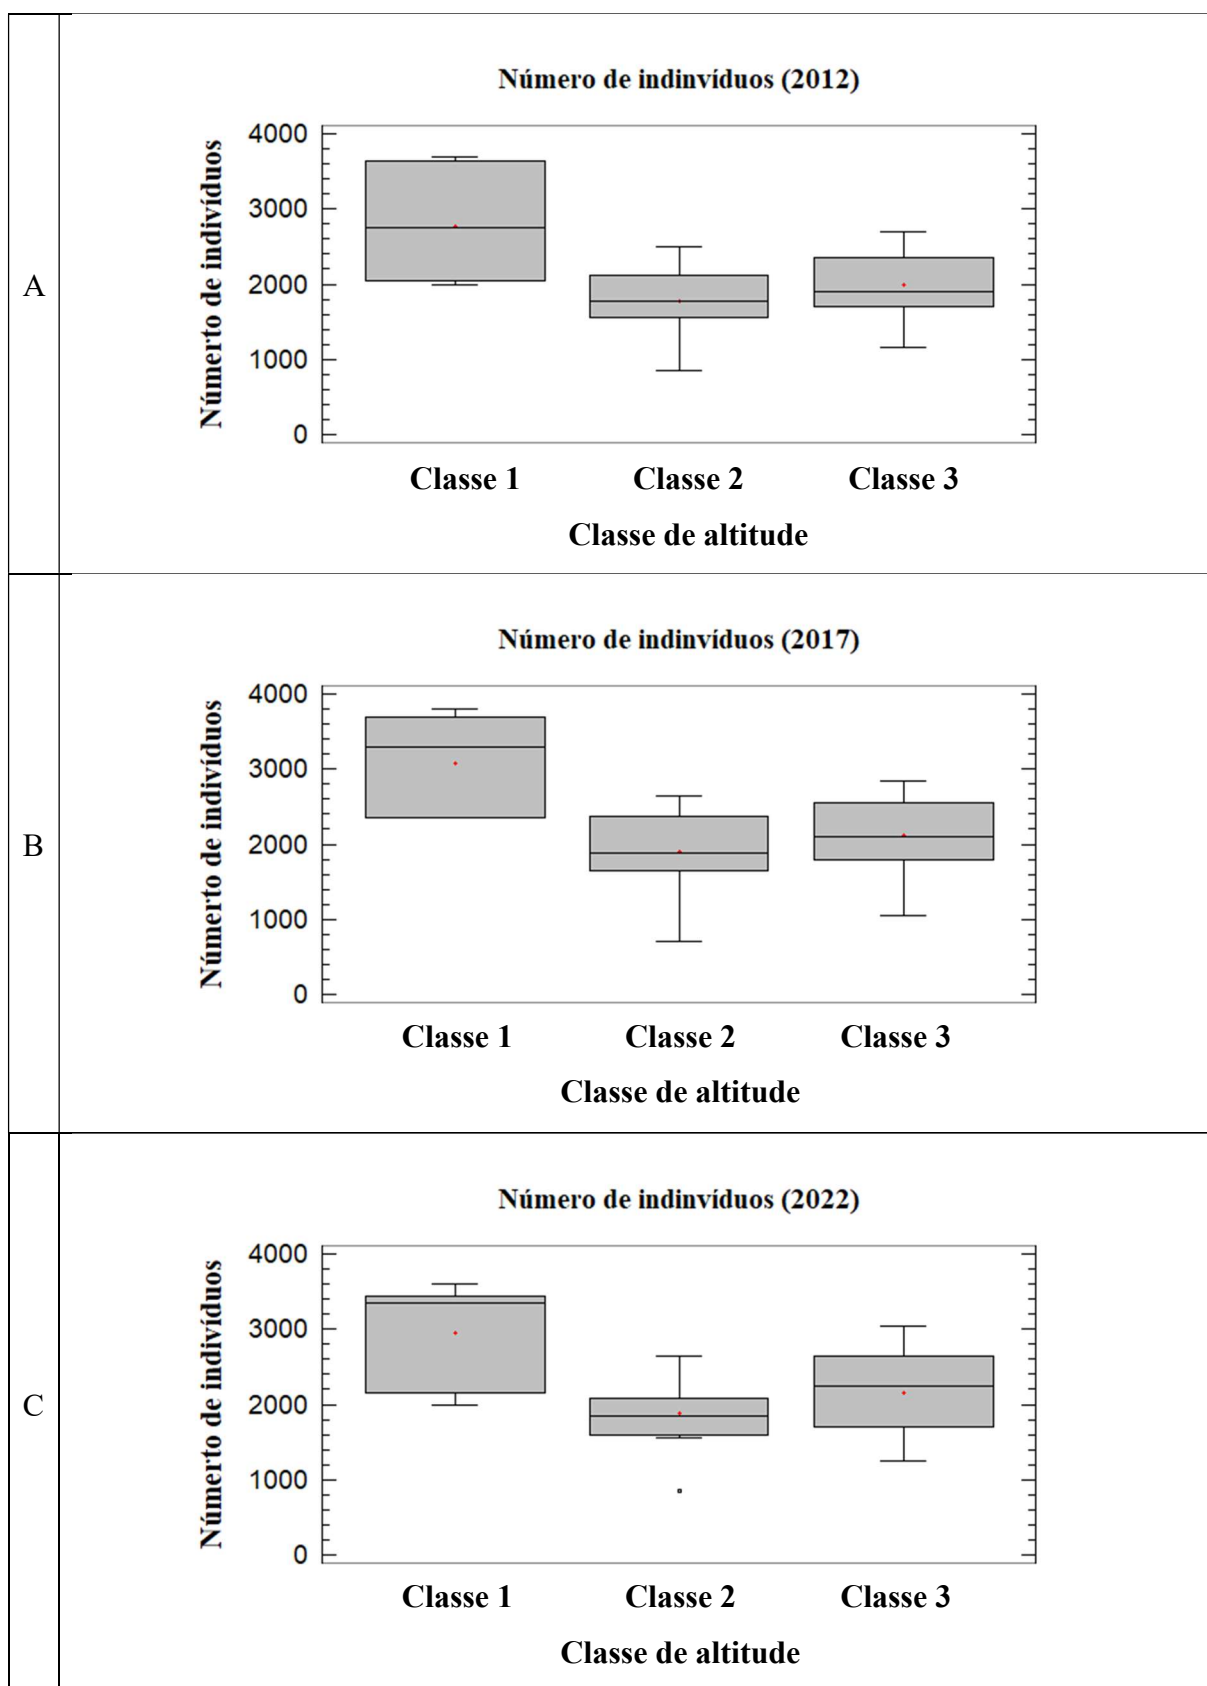 A
Número de indinvíduos (2012)
Númerto de indivíduos
4000
3000
2000
1000
0
Classe 1 Classe 2 Classe 3
Classe de altitude
B
Número de indinvíduos (2017)
Númerto de indivíduos
4000
3000
2000
1000
0
Classe 1 Classe 2 Classe 3
Classe de altitude
C
Número de indinvíduos (2022)
Númerto de indivíduos
4000
3000
2000
1000
0
Classe 1 Classe 2 Classe 3
Classe de altitude